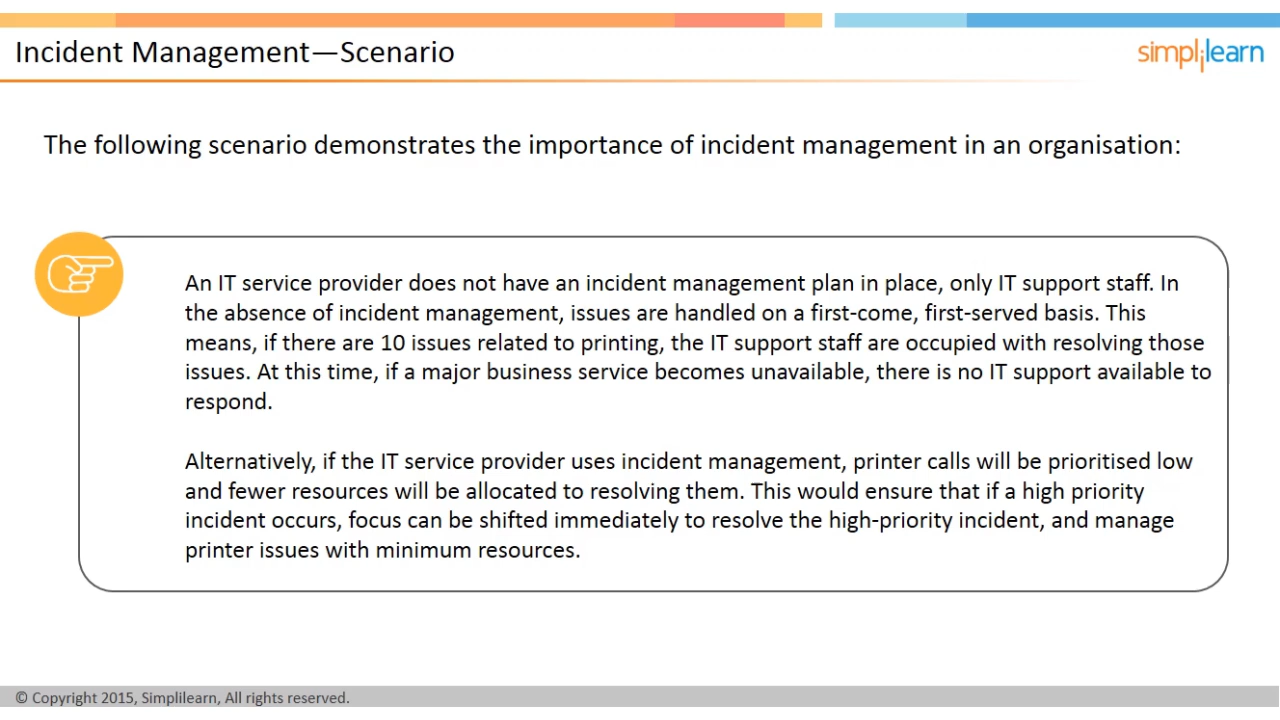 Incident Management—Scenario
simplilearn
The following scenario demonstrates the importance of incident management in an organisation:
An IT service provider does not have an incident management plan in place, only IT support staff. In
the absence of incident management, issues are handled on a first-come, first-served basis. This
means, if there are 10 issues related to printing, the IT support staff are occupied with resolving those
issues. At this time, if a major business service becomes unavailable, there is no IT support available to
respond.
Alternatively, if the IT service provider uses incident management, printer calls will be prioritised low
and fewer resources will be allocated to resolving them. This would ensure that if a high priority
incident occurs, focus can be shifted immediately to resolve the high-priority incident, and manage
printer issues with minimum resources.
© Copyright 2015, Simplilearn, All rights reserved.